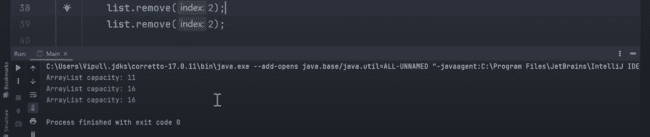 38 list.remove( index: 2);
39 list.remove( index: 2);
Run: Main ×
C:\Users\Vipul\.jdks\corretto-17.0.11\bin\java.exe --add-opens java.base/java.util=ALL-UNNAMED "-javaagent:C:\Program Files\JetBrains\IntelliJ IDE
ArrayList capacity: 11
ArrayList capacity: 16
ArrayList capacity: 16
Process finished with exit code 0
Bookmarks
Structure